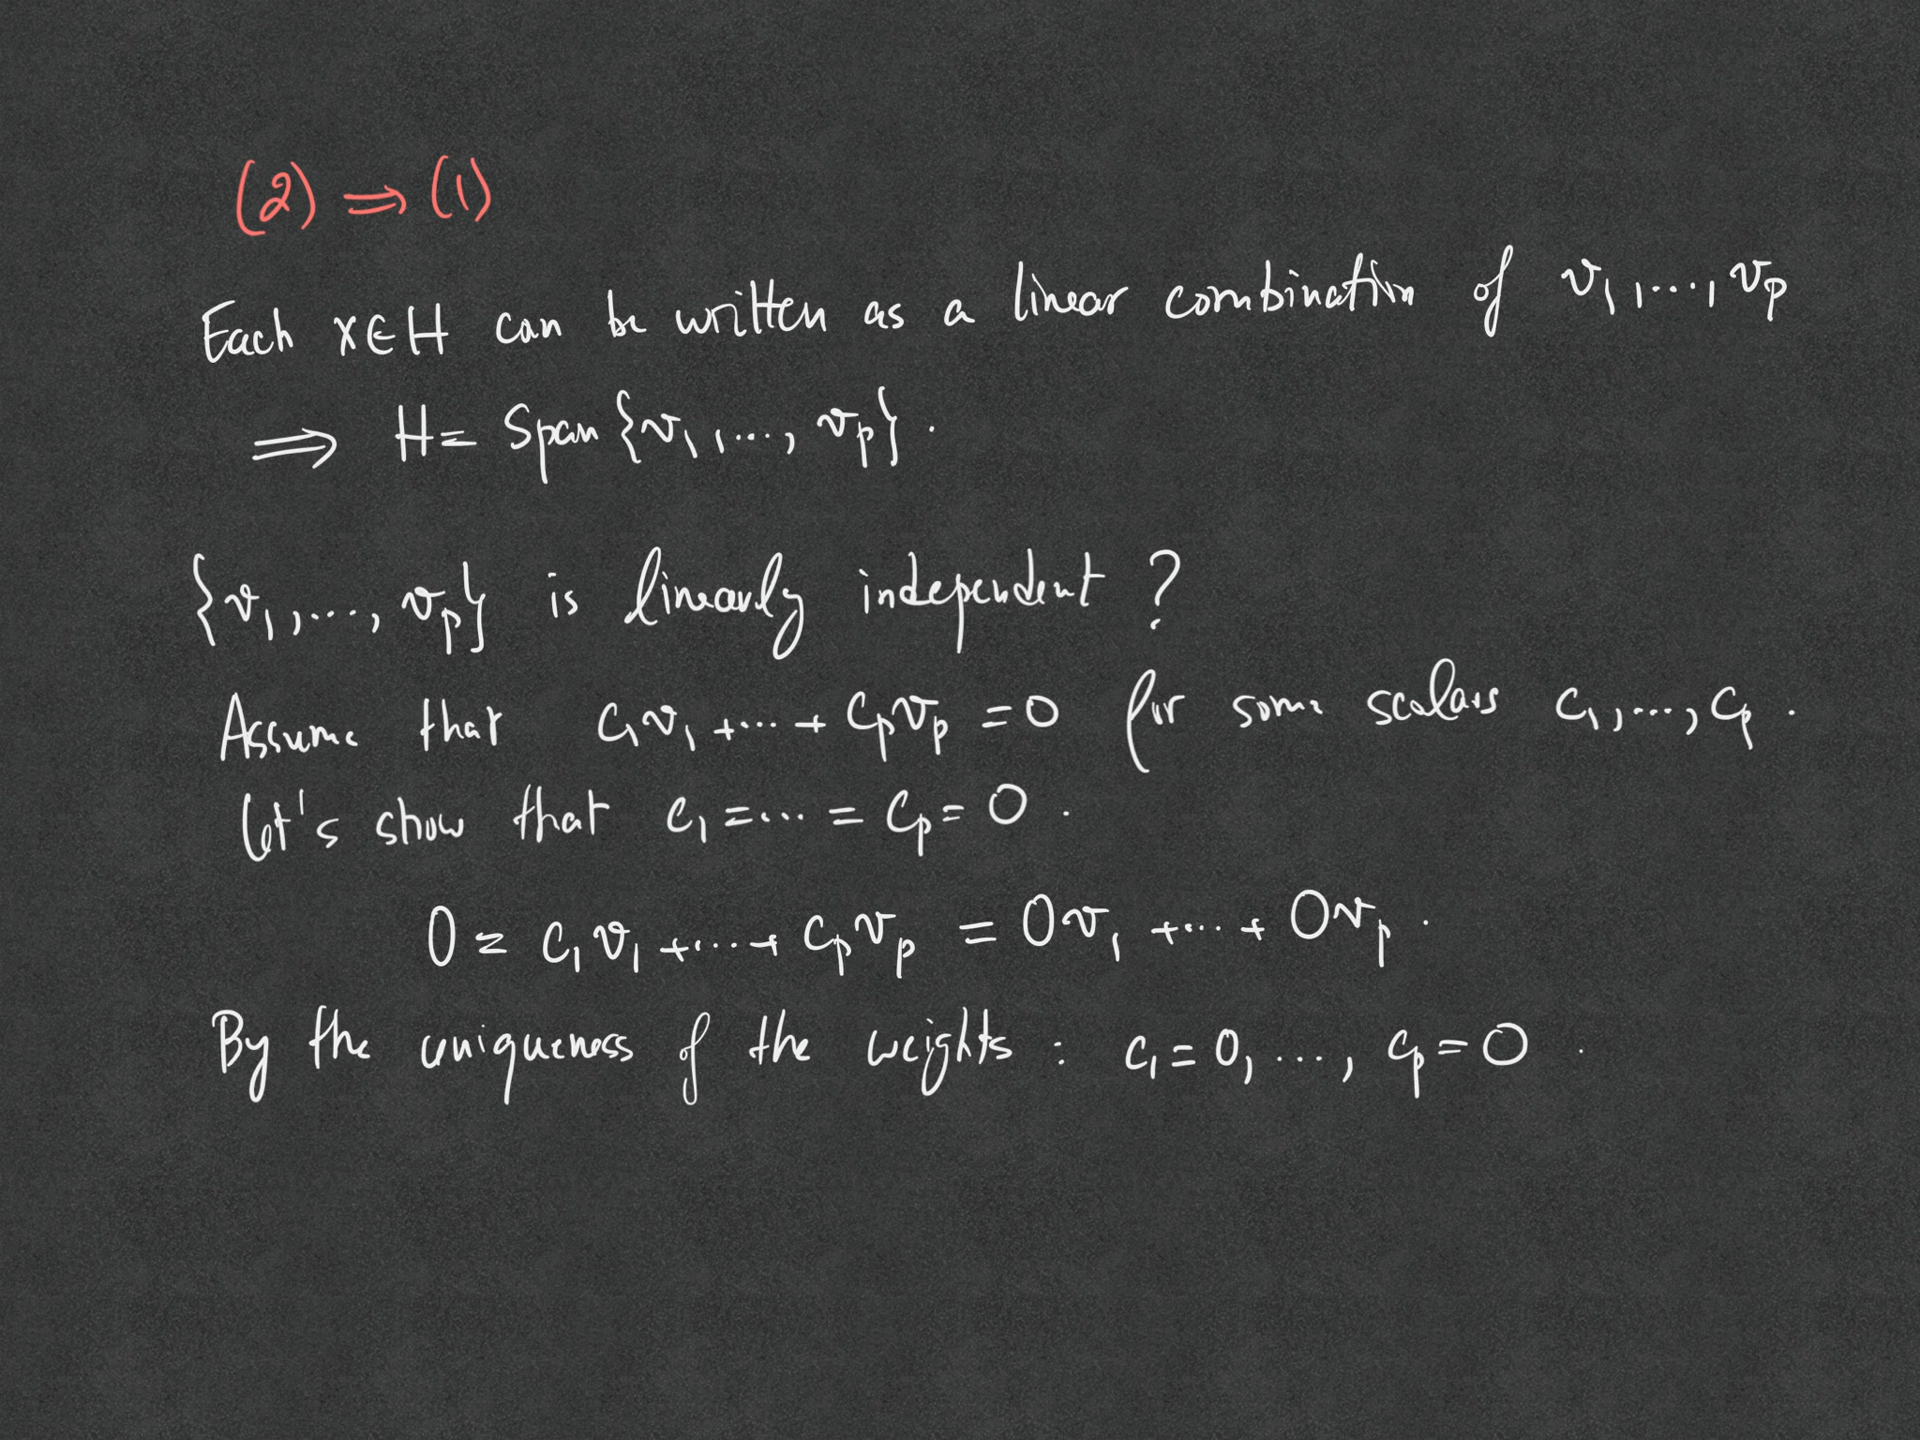 (2) ⟹ (1)
Each x∈H can be written as a linear combination of v₁,...,vₚ
⟹ H = Span{v₁,...,vₚ}.
{v₁,...,vₚ} is linearly independent ?
Assume that c₁v₁+...+cₚvₚ = 0 for some scalars c₁,...,cₚ.
Let's show that c₁=...=cₚ=0.
0 = c₁v₁+...+cₚvₚ = 0v₁+...+0vₚ.
By the uniqueness of the weights : c₁=0,..., cₚ=0.